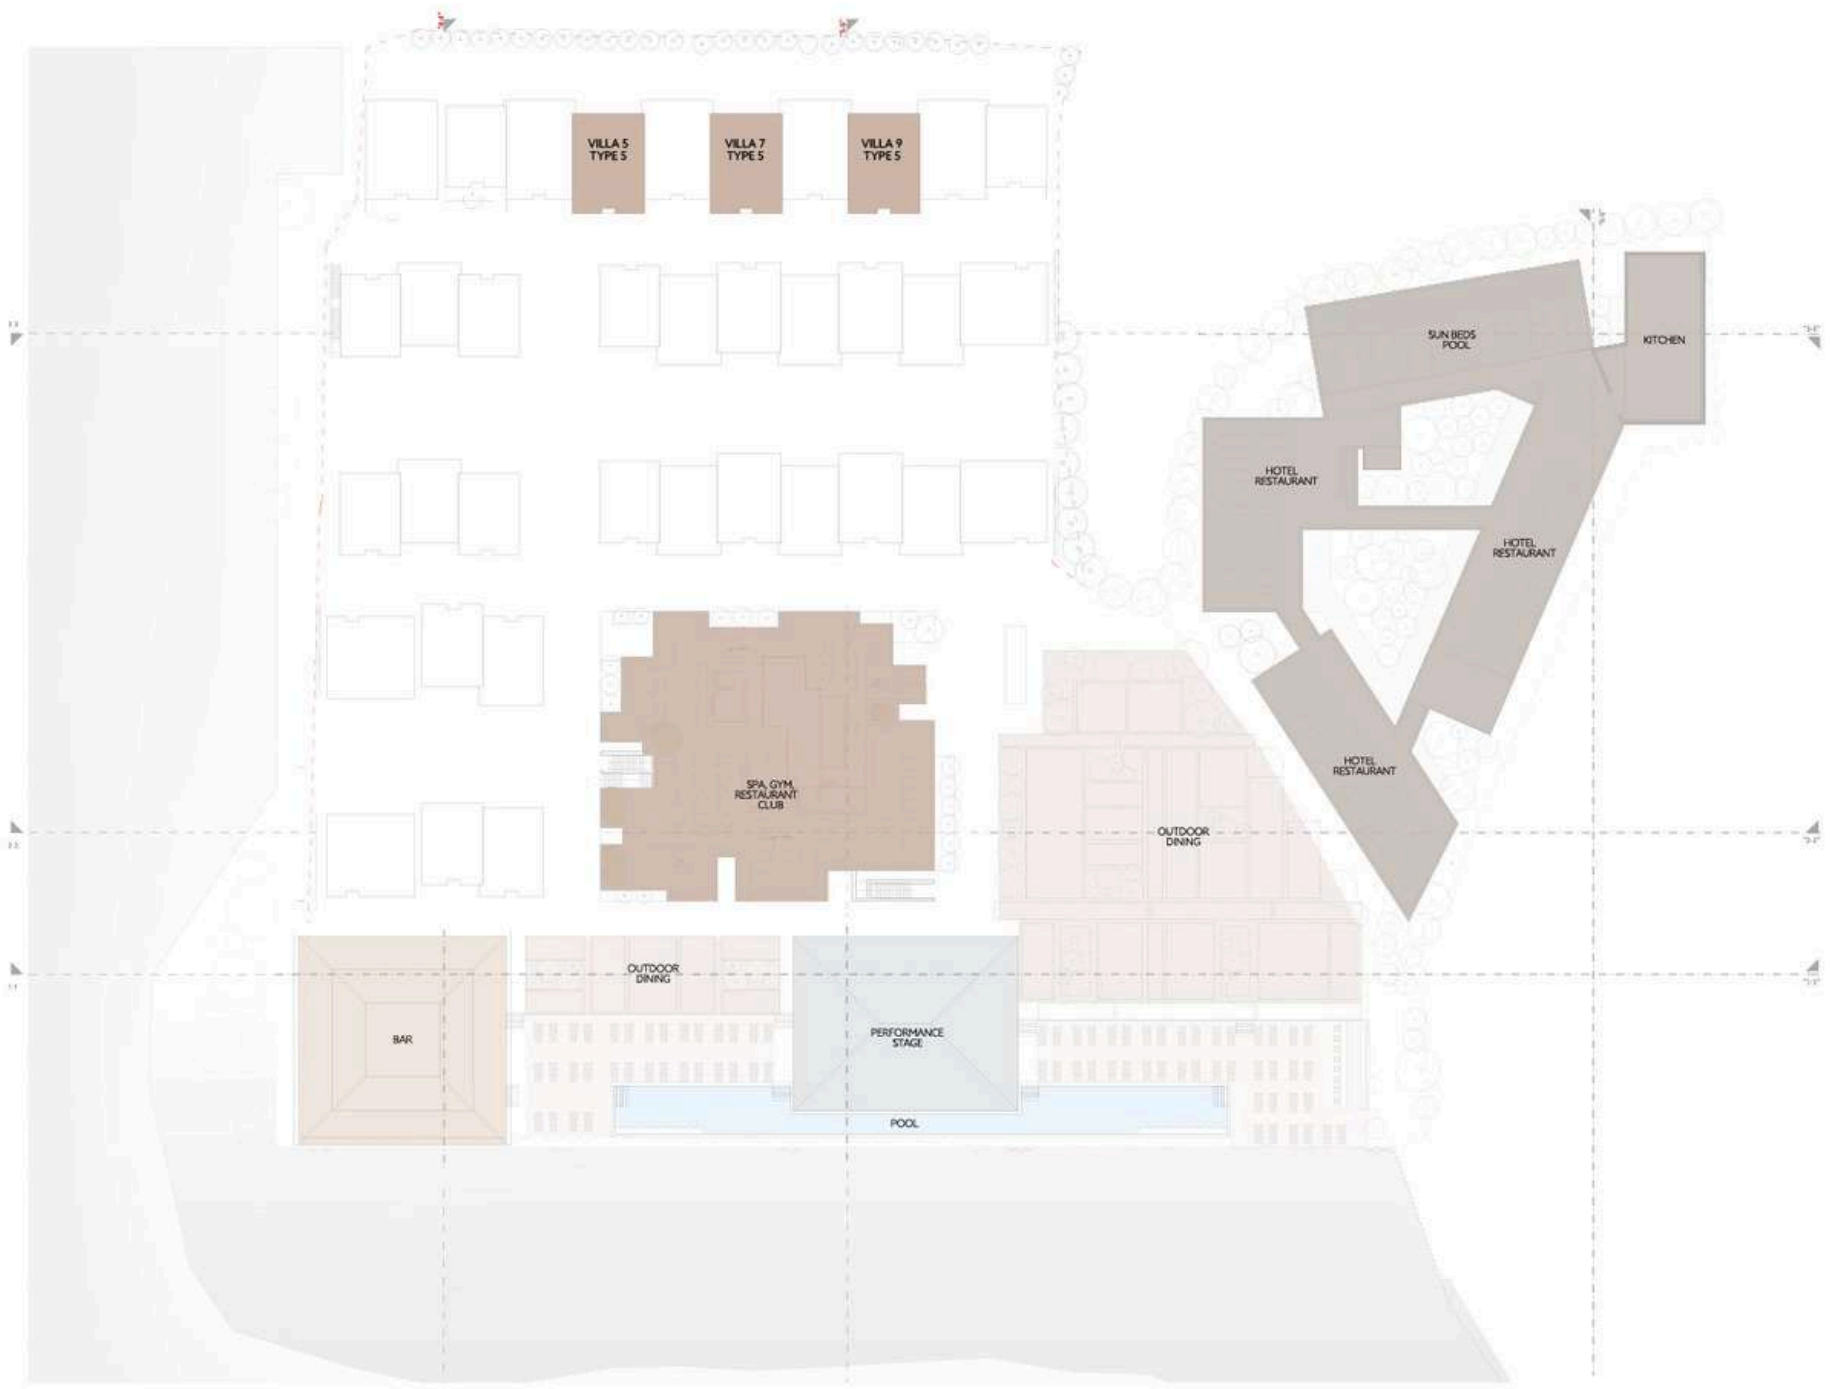 VILLA 5
TYPE 5
VILLA 7
TYPE 5
VILLA 9
TYPE 5
SUN BEDS
POOL
KITCHEN
HOTEL
RESTAURANT
HOTEL
RESTAURANT
HOTEL
RESTAURANT
SPA, GYM,
RESTAURANT
CLUB
OUTDOOR
DINING
OUTDOOR
DINING
BAR
PERFORMANCE
STAGE
POOL